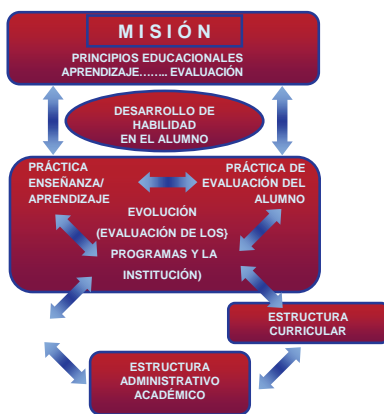 MISIÓN
PRINCIPIOS EDUCACIONALES
APRENDIZAJE........ EVALUACIÓN
DESARROLLO DE
HABILIDAD
EN EL ALUMNO
PRÁCTICA
ENSEÑANZA/
APRENDIZAJE
PRÁCTICA DE
EVALUACIÓN DEL
ALUMNO
EVOLUCIÓN
(EVALUACIÓN DE LOS}
PROGRAMAS Y LA
INSTITUCIÓN)
ESTRUCTURA
CURRICULAR
ESTRUCTURA
ADMINISTRATIVO
ACADÉMICO